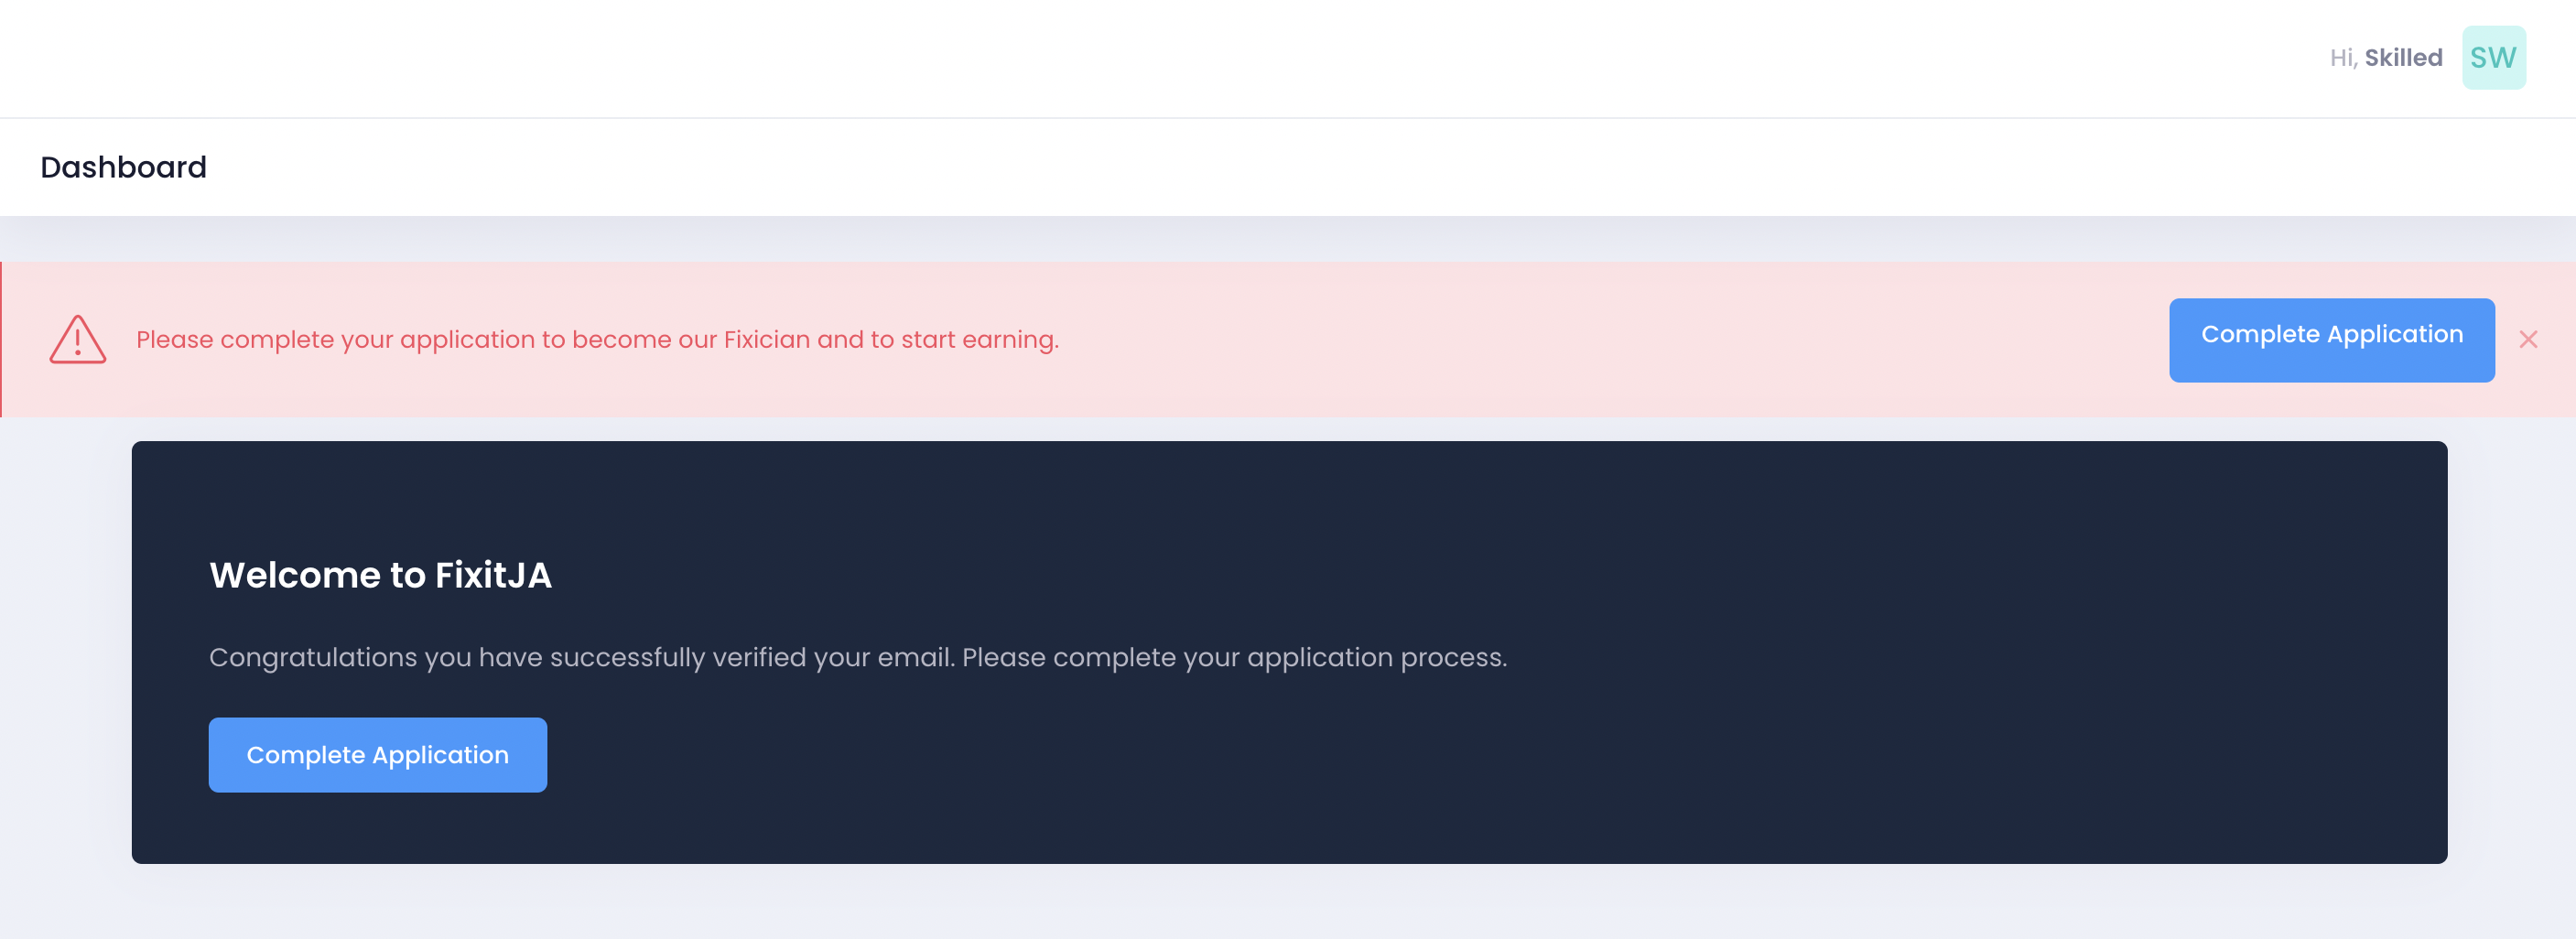 Hi, Skilled SW
Dashboard
Please complete your application to become our Fixician and to start earning.
Complete Application
Welcome to FixitJA
Congratulations you have successfully verified your email. Please complete your application process.
Complete Application